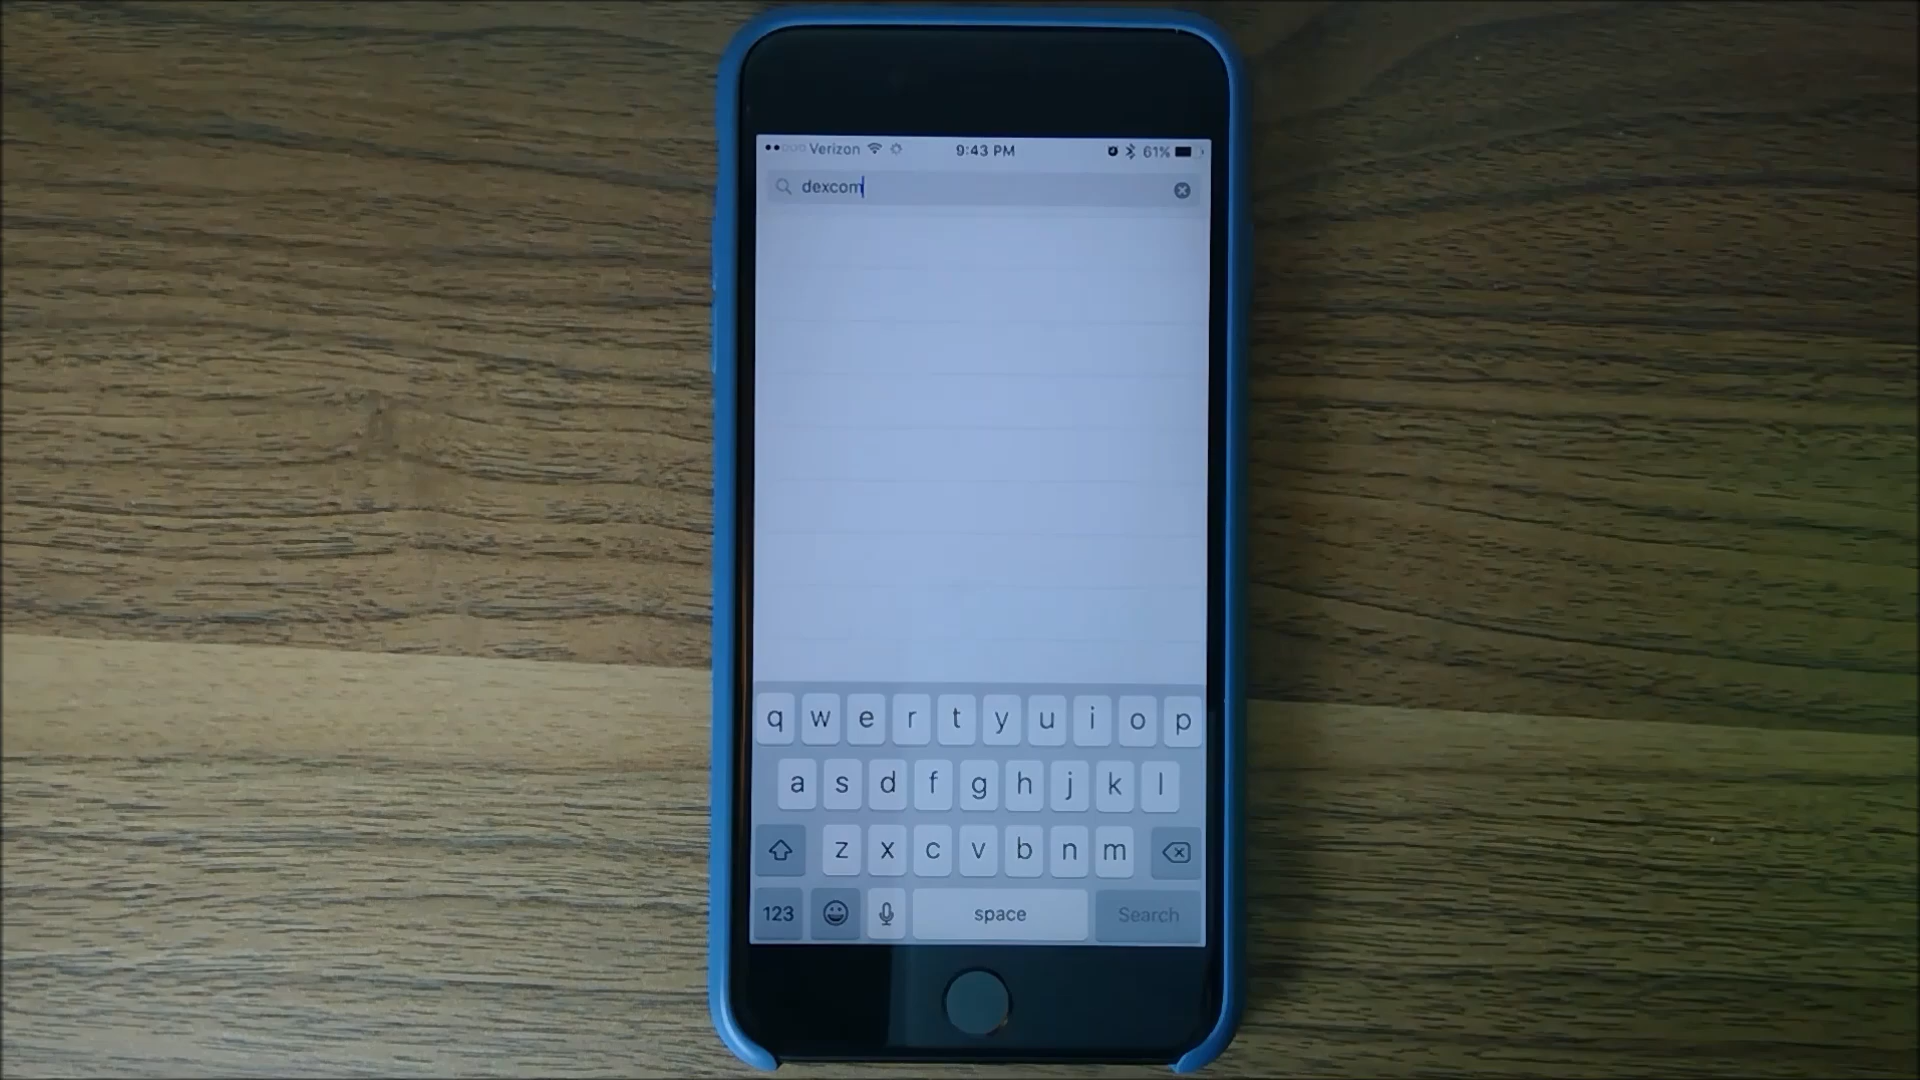 Verizon 9:43 PM 61%
dexcom
q w e r t y u i o p
a s d f g h j k l
z x c v b n m
123 space Search